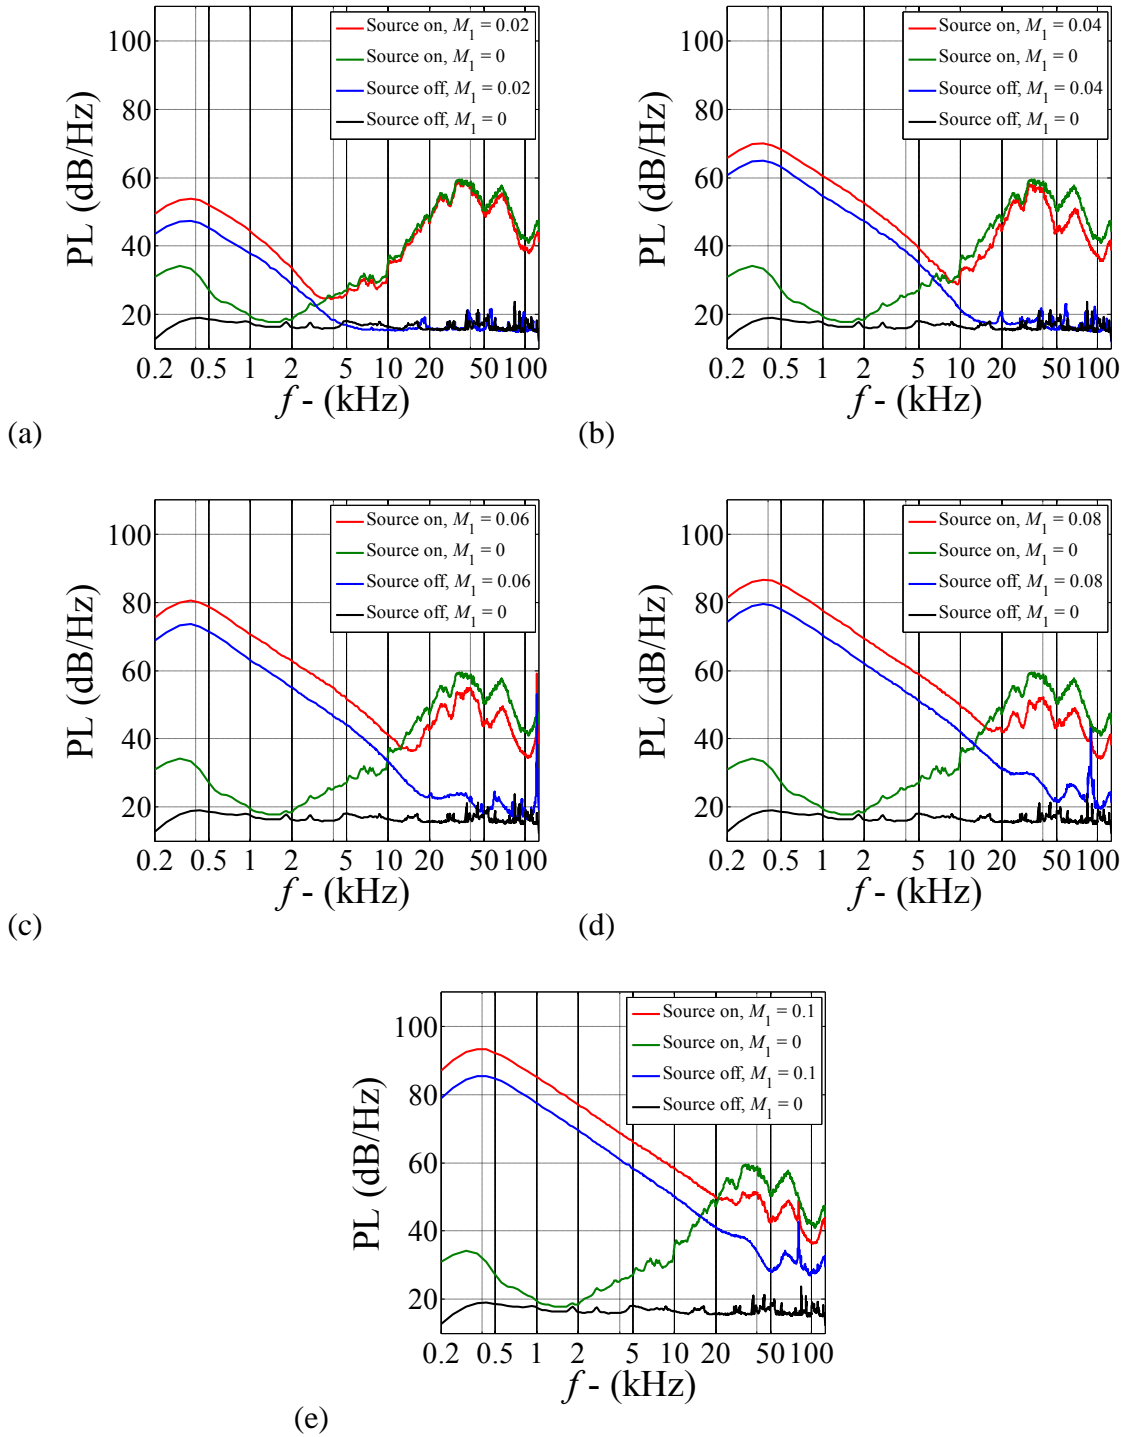 100
80
60
40
20
PL (dB/Hz)
Source on, M1 = 0.02
Source on, M1 = 0
Source off, M1 = 0.02
Source off, M1 = 0
0.2 0.5 1 2 5 10 20 50 100
f - (kHz)
(a)
100
80
60
40
20
PL (dB/Hz)
Source on, M1 = 0.04
Source on, M1 = 0
Source off, M1 = 0.04
Source off, M1 = 0
0.2 0.5 1 2 5 10 20 50 100
f - (kHz)
(b)
100
80
60
40
20
PL (dB/Hz)
Source on, M1 = 0.06
Source on, M1 = 0
Source off, M1 = 0.06
Source off, M1 = 0
0.2 0.5 1 2 5 10 20 50 100
f - (kHz)
(c)
100
80
60
40
20
PL (dB/Hz)
Source on, M1 = 0.08
Source on, M1 = 0
Source off, M1 = 0.08
Source off, M1 = 0
0.2 0.5 1 2 5 10 20 50 100
f - (kHz)
(d)
100
80
60
40
20
PL (dB/Hz)
Source on, M1 = 0.1
Source on, M1 = 0
Source off, M1 = 0.1
Source off, M1 = 0
0.2 0.5 1 2 5 10 20 50 100
f - (kHz)
(e)